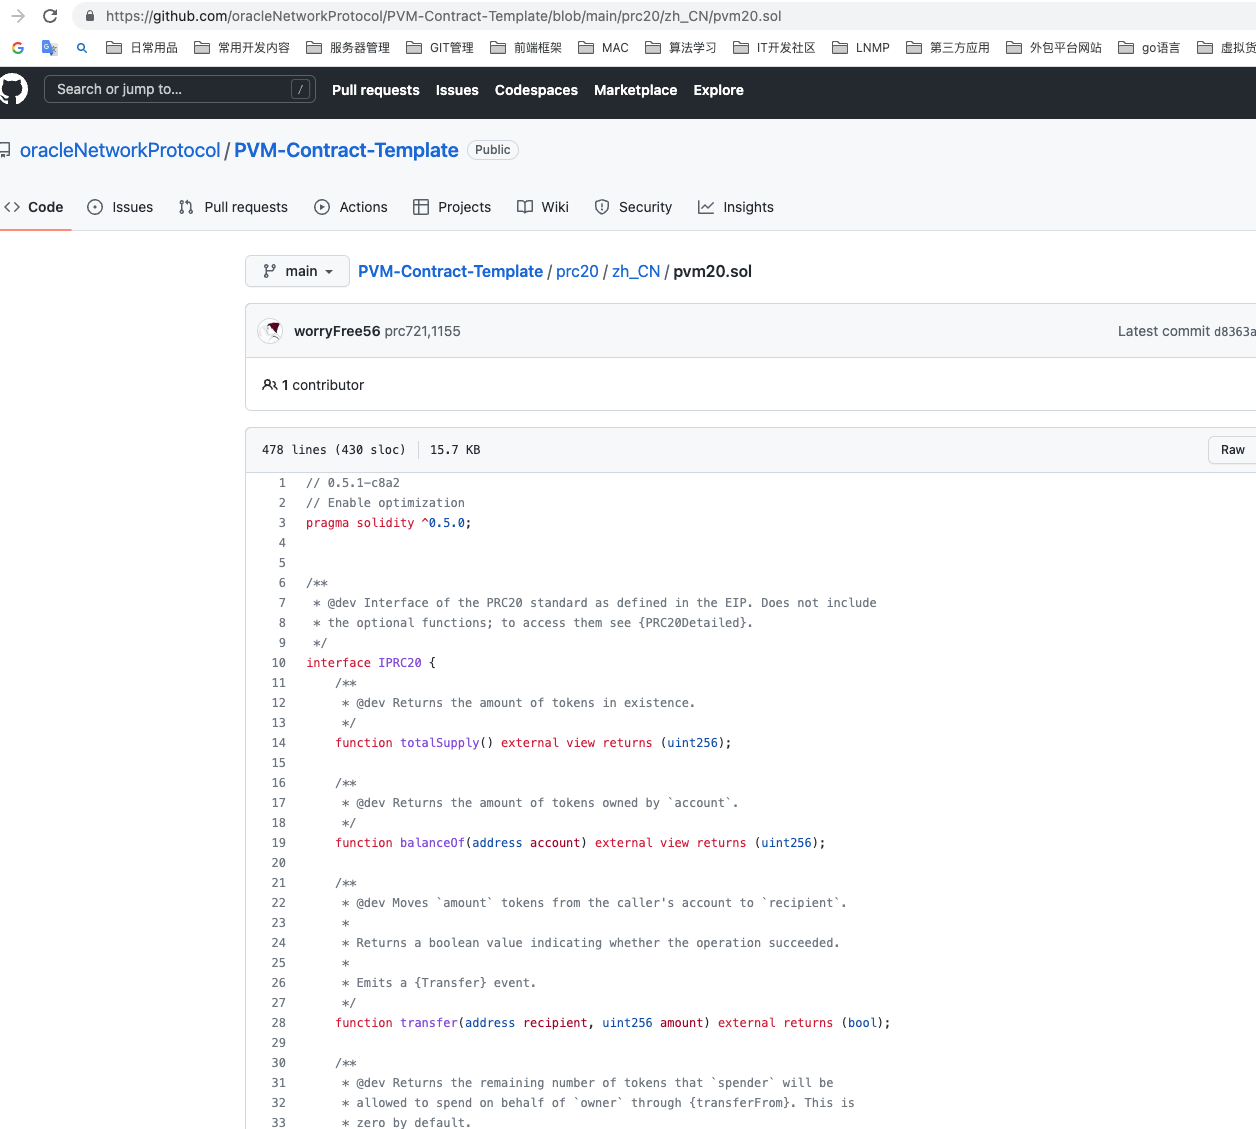 https://github.com/oracleNetworkProtocol/PVM-Contract-Template/blob/main/prc20/zh_CN/pvm20.sol
日常用品 常用开发内容 服务器管理 GIT管理 前端框架 MAC 算法学习 IT开发社区 LNMP 第三方应用 外包平台网站 go语言 虚拟货
Search or jump to... / Pull requests Issues Codespaces Marketplace Explore
oracleNetworkProtocol / PVM-Contract-Template Public
<> Code Issues Pull requests Actions Projects Wiki Security Insights
main PVM-Contract-Template / prc20 / zh_CN / pvm20.sol
worryFree56 prc721,1155 Latest commit d8363a
1 contributor
478 lines (430 sloc) 15.7 KB Raw
1 // 0.5.1-c8a2
2 // Enable optimization
3 pragma solidity ^0.5.0;
4
5
6 /**
7 * @dev Interface of the PRC20 standard as defined in the EIP. Does not include
8 * the optional functions; to access them see {PRC20Detailed}.
9 */
10 interface IPRC20 {
11 /**
12 * @dev Returns the amount of tokens in existence.
13 */
14 function totalSupply() external view returns (uint256);
15
16 /**
17 * @dev Returns the amount of tokens owned by `account`.
18 */
19 function balanceOf(address account) external view returns (uint256);
20
21 /**
22 * @dev Moves `amount` tokens from the caller's account to `recipient`.
23 *
24 * Returns a boolean value indicating whether the operation succeeded.
25 *
26 * Emits a {Transfer} event.
27 */
28 function transfer(address recipient, uint256 amount) external returns (bool);
29
30 /**
31 * @dev Returns the remaining number of tokens that `spender` will be
32 * allowed to spend on behalf of `owner` through {transferFrom}. This is
33 * zero by default.